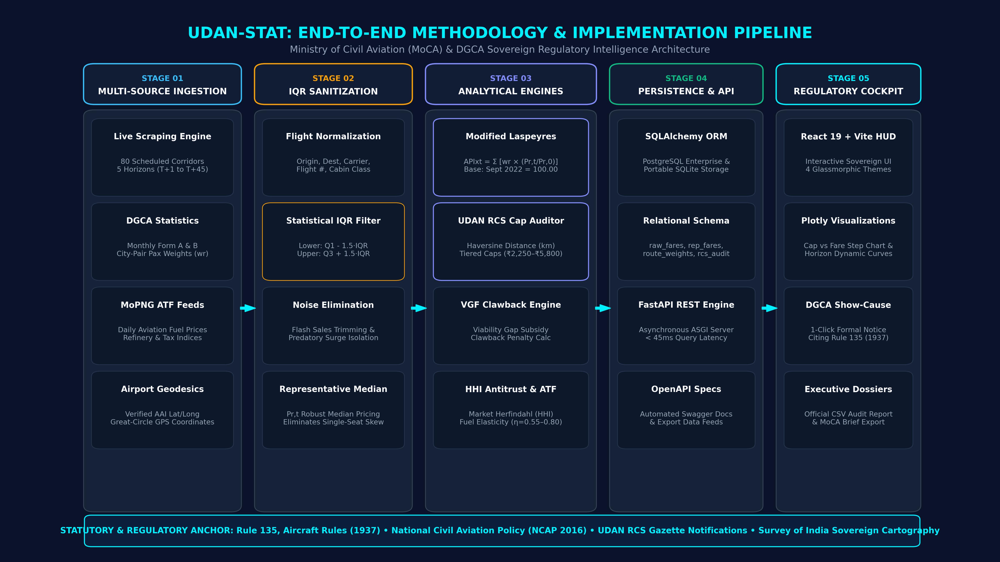 UDAN-STAT: END-TO-END METHODOLOGY & IMPLEMENTATION PIPELINE
Ministry of Civil Aviation (MoCA) & DGCA Sovereign Regulatory Intelligence Architecture
STAGE 01
MULTI-SOURCE INGESTION
Live Scraping Engine
80 Scheduled Corridors
5 Horizons (T+1 to T+45)
DGCA Statistics
Monthly Form A & B
City-Pair Pax Weights (wr)
MoPNG ATF Feeds
Daily Aviation Fuel Prices
Refinery & Tax Indices
Airport Geodesics
Verified AAI Lat/Long
Great-Circle GPS Coordinates
STAGE 02
IQR SANITIZATION
Flight Normalization
Origin, Dest, Carrier,
Flight #, Cabin Class
Statistical IQR Filter
Lower: Q1 - 1.5·IQR
Upper: Q3 + 1.5·IQR
Noise Elimination
Flash Sales Trimming &
Predatory Surge Isolation
Representative Median
Pr,t Robust Median Pricing
Eliminates Single-Seat Skew
STAGE 03
ANALYTICAL ENGINES
Modified Laspeyres
APIxt = Σ [wr × (Pr,t/Pr,0)]
Base: Sept 2022 = 100.00
UDAN RCS Cap Auditor
Haversine Distance (km)
Tiered Caps (₹2,250–₹5,800)
VGF Clawback Engine
Viability Gap Subsidy
Clawback Penalty Calc
HHI Antitrust & ATF
Market Herfindahl (HHI)
Fuel Elasticity (η=0.55–0.80)
STAGE 04
PERSISTENCE & API
SQLAlchemy ORM
PostgreSQL Enterprise &
Portable SQLite Storage
Relational Schema
raw_fares, rep_fares,
route_weights, rcs_audit
FastAPI REST Engine
Asynchronous ASGI Server
< 45ms Query Latency
OpenAPI Specs
Automated Swagger Docs
& Export Data Feeds
STAGE 05
REGULATORY COCKPIT
React 19 + Vite HUD
Interactive Sovereign UI
4 Glassmorphic Themes
Plotly Visualizations
Cap vs Fare Step Chart &
Horizon Dynamic Curves
DGCA Show-Cause
1-Click Formal Notice
Citing Rule 135 (1937)
Executive Dossiers
Official CSV Audit Report
& MoCA Brief Export
STATUTORY & REGULATORY ANCHOR: Rule 135, Aircraft Rules (1937) • National Civil Aviation Policy (NCAP 2016) • UDAN RCS Gazette Notifications • Survey of India Sovereign Cartography